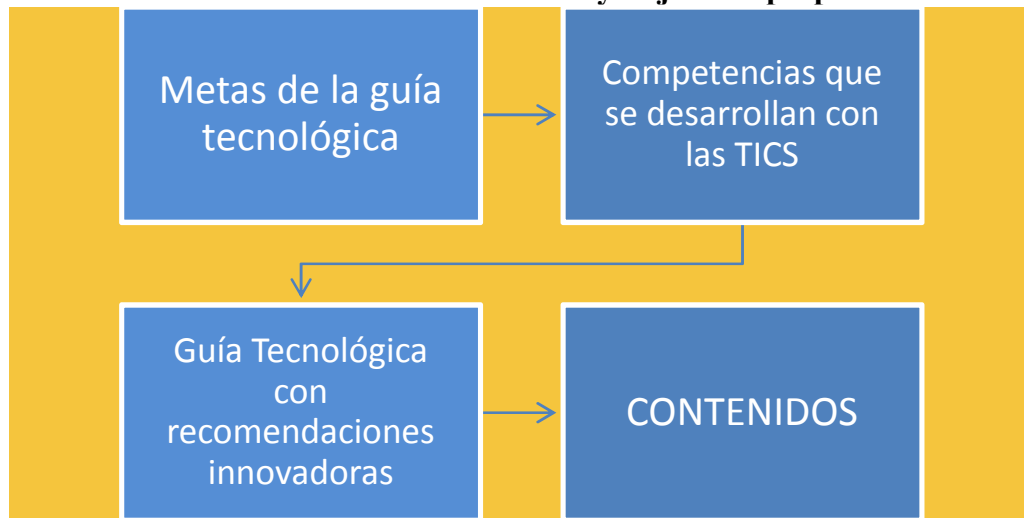 Metas de la guía
tecnológica
Competencias que
se desarrollan con
las TICS
Guía Tecnológica
con
recomendaciones
innovadoras
CONTENIDOS